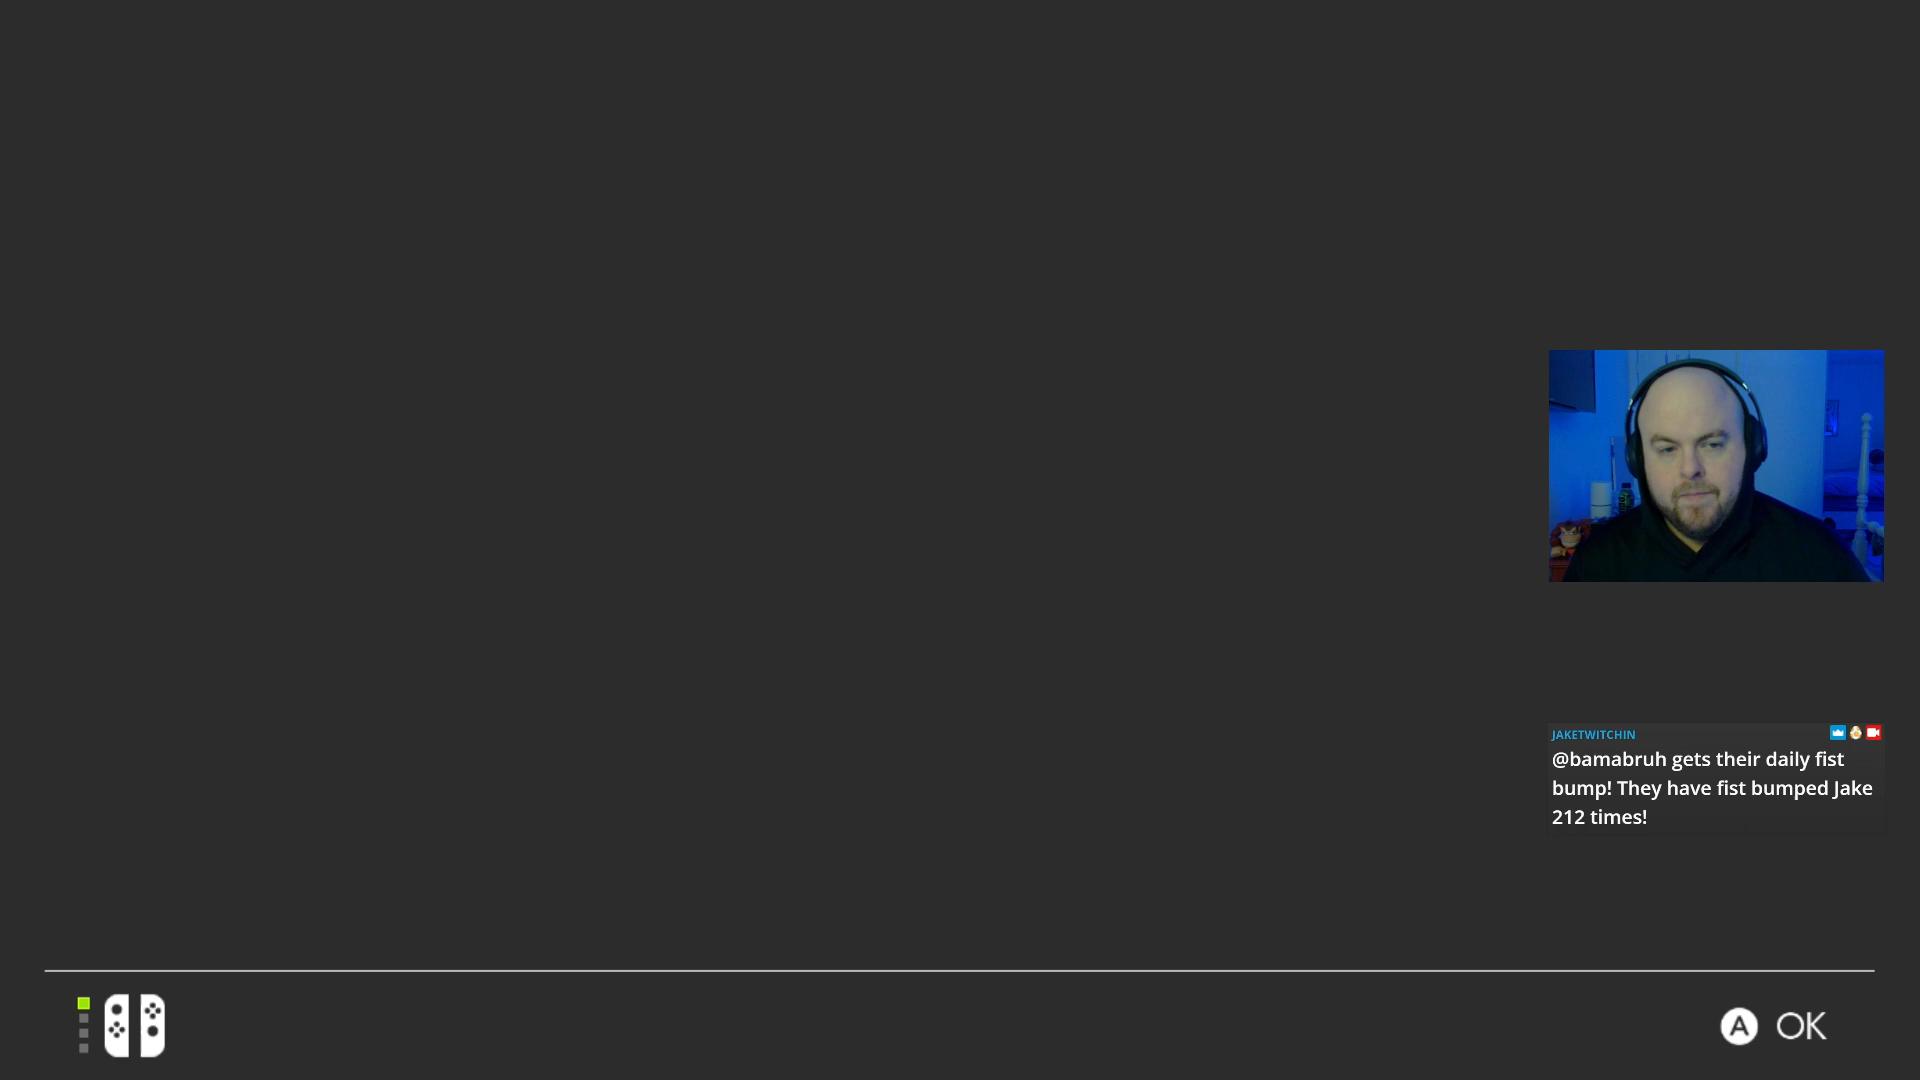 JAKETWITCHIN
@bamabruh gets their daily fist
bump! They have fist bumped Jake
212 times!
A OK